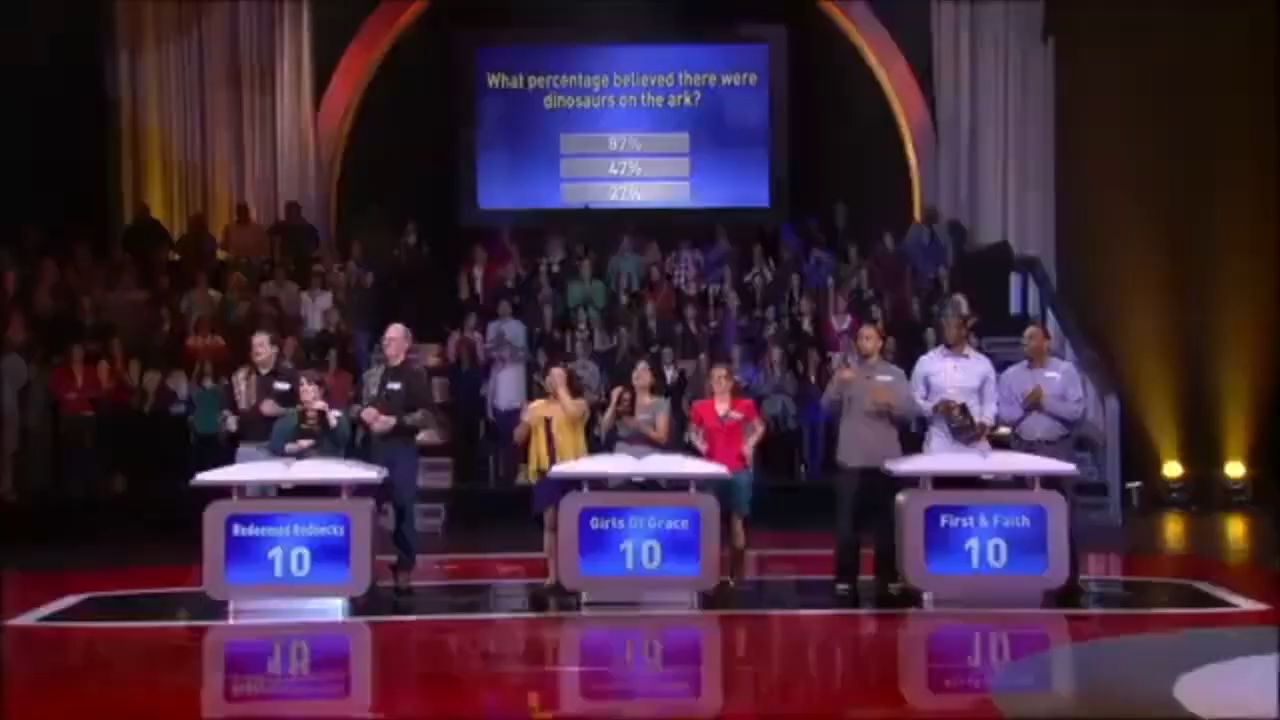 What percentage believed there were
dinosaurs on the ark?
87%
47%
27%
Redeemed Rednecks
10
Girls Of Grace
10
First & Faith
10